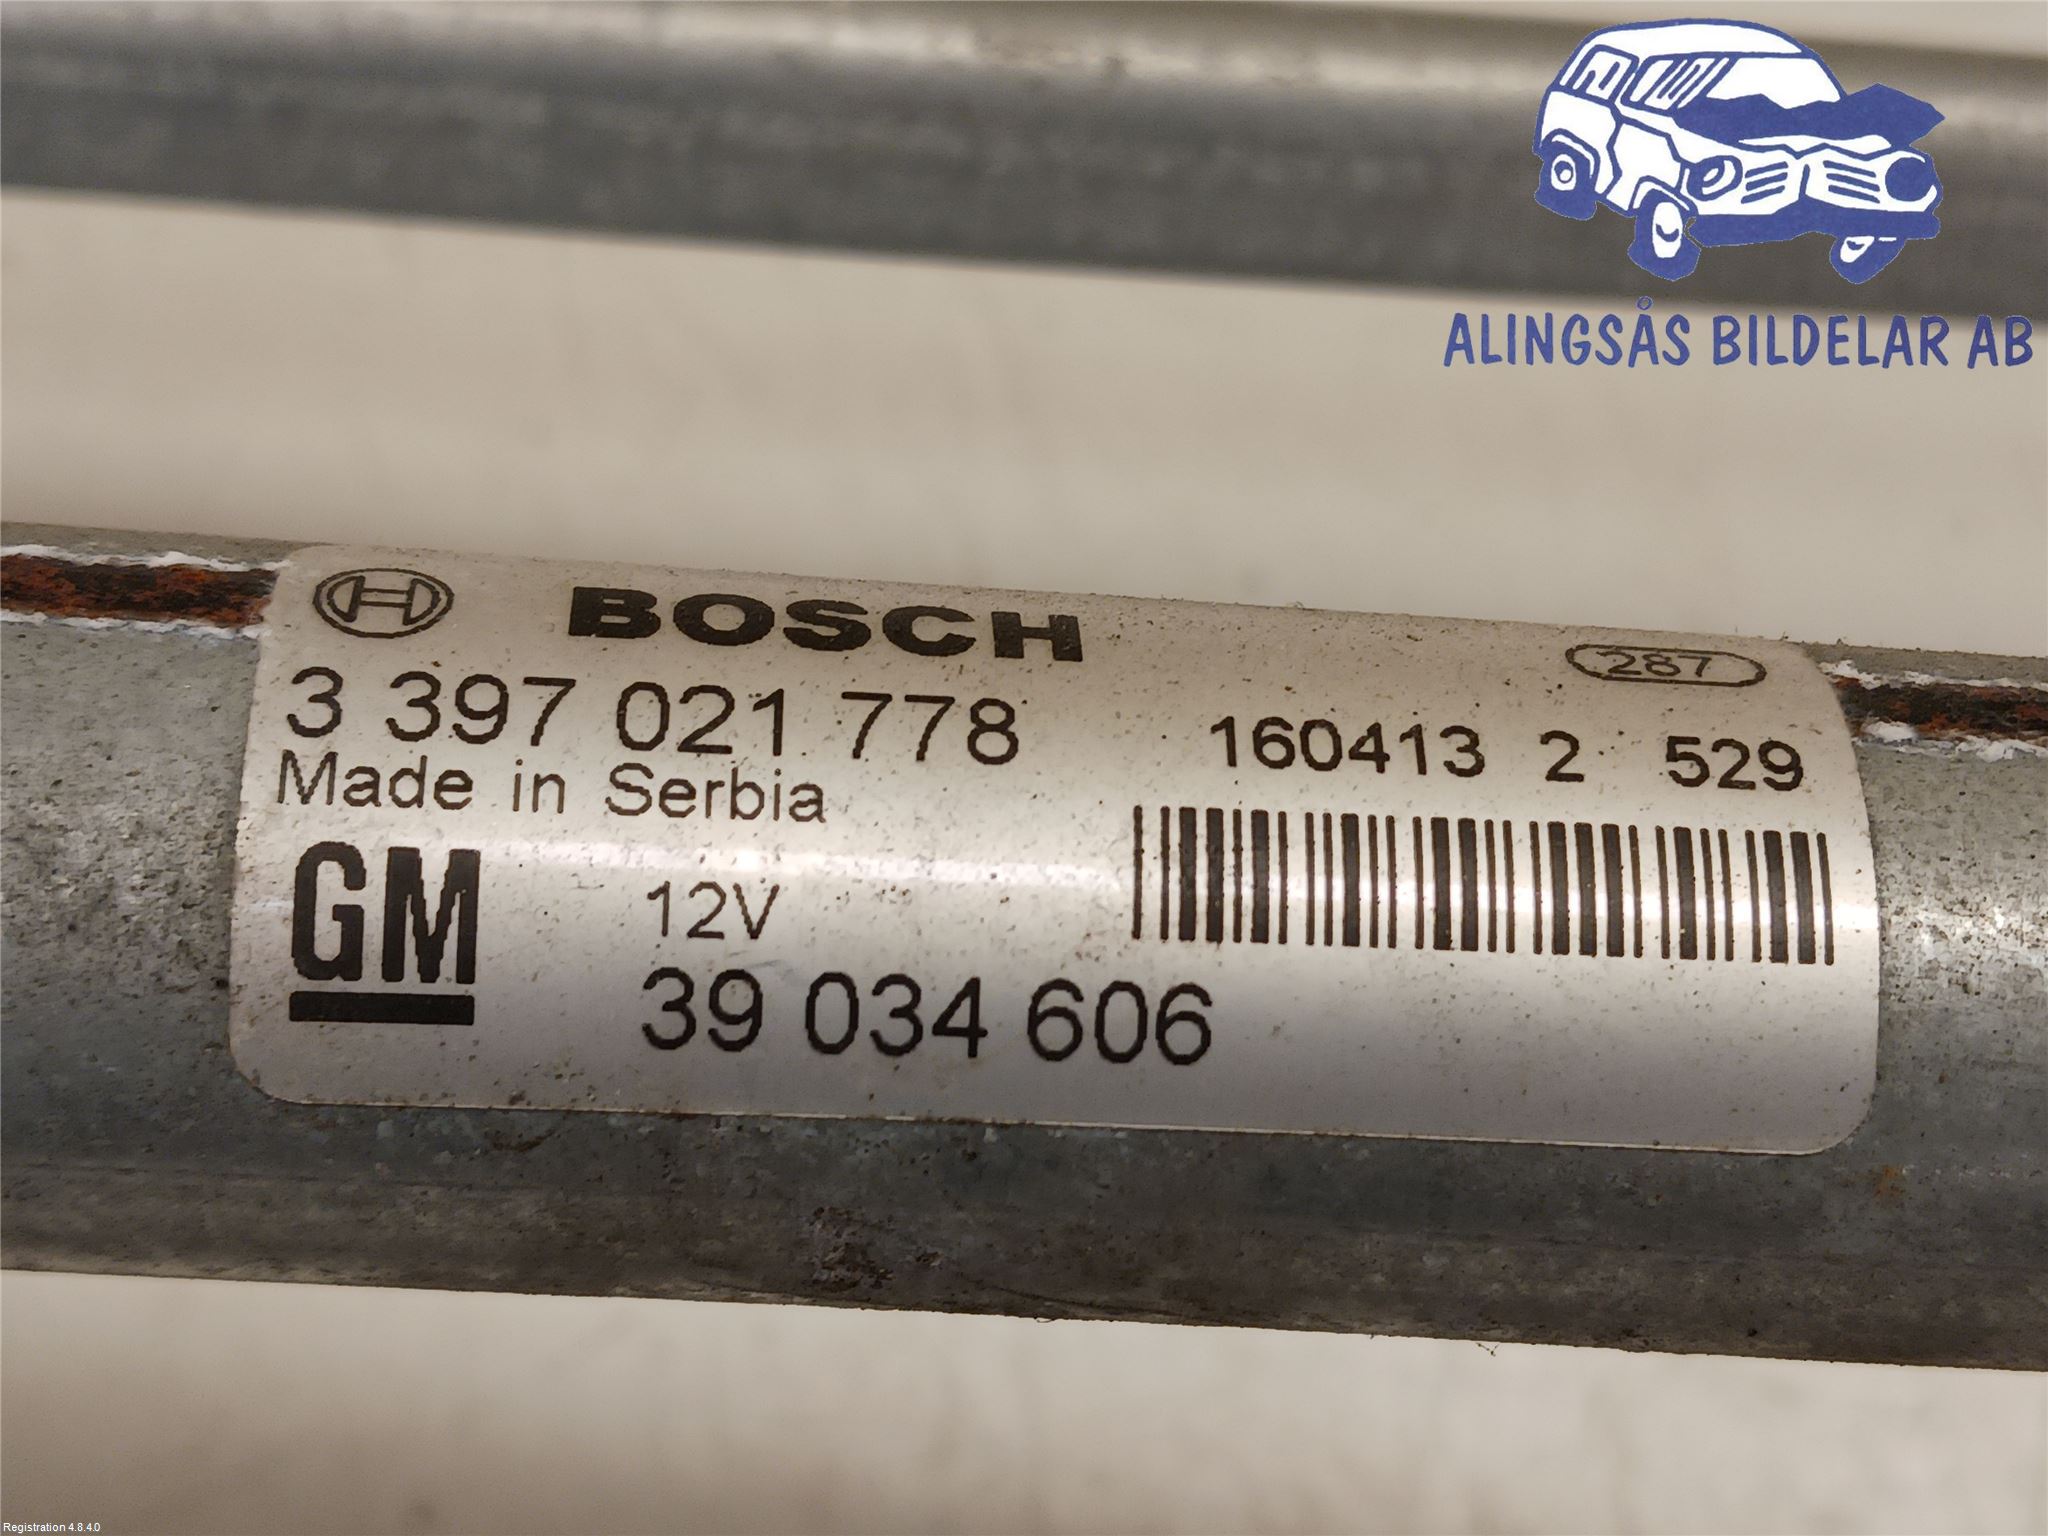 ALINGSÅS BILDELAR AB
BOSCH
287
3 397 021 778
160413 2 529
Made in Serbia
GM
12V
39 034 606
Registration 4.8.4.0